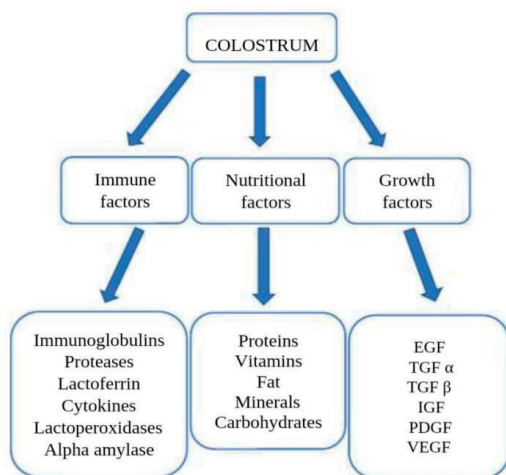 COLOSTRUM
Immune
factors
Nutritional
factors
Growth
factors
Immunoglobulins
Proteases
Lactoferrin
Cytokines
Lactoperoxidases
Alpha amylase
Proteins
Vitamins
Fat
Minerals
Carbohydrates
EGF
TGF α
TGF β
IGF
PDGF
VEGF